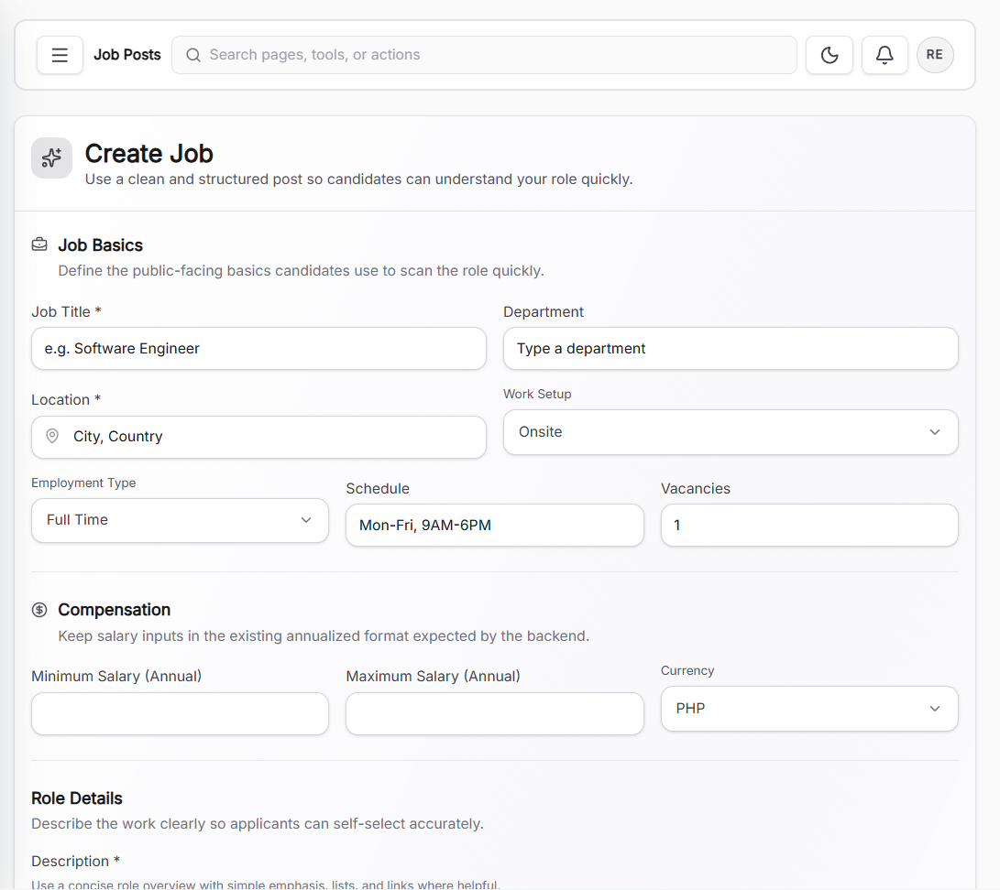 Job Posts
Search pages, tools, or actions
RE
Create Job
Use a clean and structured post so candidates can understand your role quickly.
Job Basics
Define the public-facing basics candidates use to scan the role quickly.
Job Title *
Department
e.g. Software Engineer
Type a department
Location *
Work Setup
City, Country
Onsite
Employment Type
Schedule
Vacancies
Full Time
Mon-Fri, 9AM-6PM
1
Compensation
Keep salary inputs in the existing annualized format expected by the backend.
Minimum Salary (Annual)
Maximum Salary (Annual)
Currency
PHP
Role Details
Describe the work clearly so applicants can self-select accurately.
Description *
Use a concise role overview with simple emphasis, lists, and links where helpful.